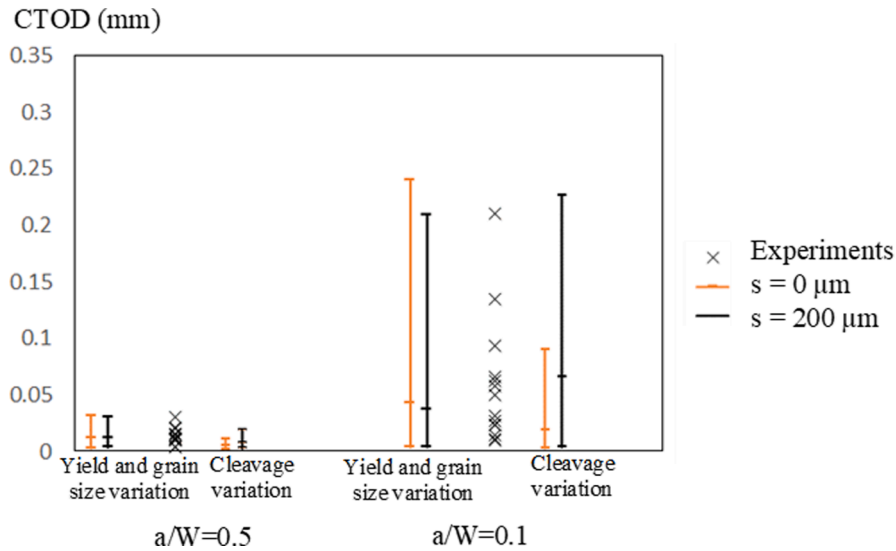 CTOD (mm)
0.35
0.3
0.25
0.2
0.15
0.1
0.05
0
Yield and grain
size variation
Cleavage
variation
Yield and grain
size variation
Cleavage
variation
a/W=0.5
a/W=0.1
Experiments
s = 0 μm
s = 200 μm